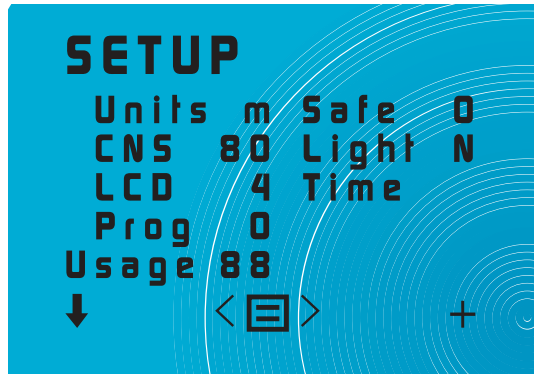 SETUP
Units m Safe 0
CNS 80 Light N
LCD 4 Time
Prog 0
Usage 88
< > +